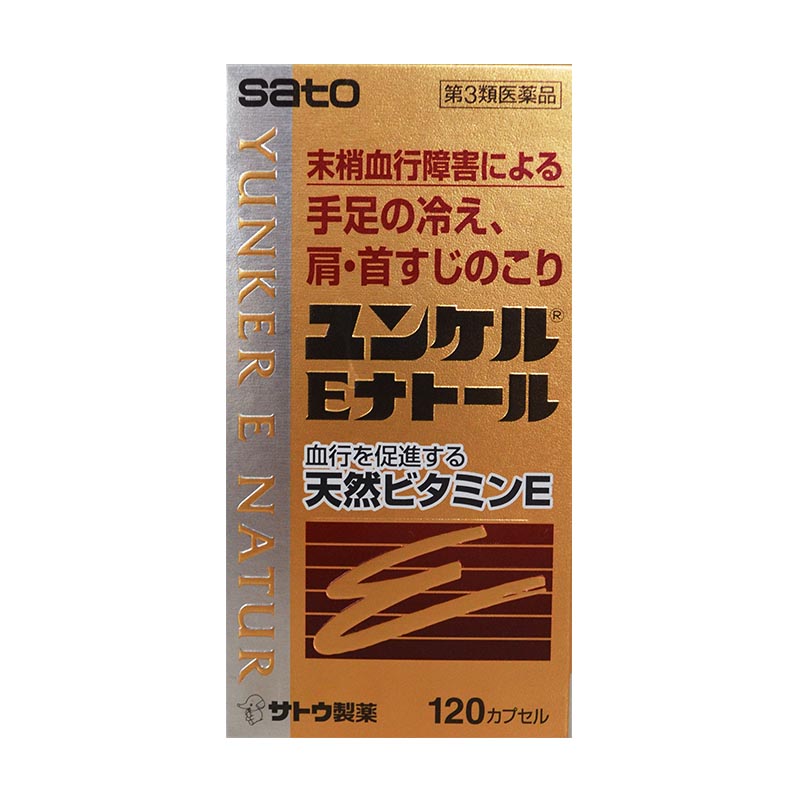 sato
第3類医薬品
YUNKER E NATUR
末梢血行障害による
手足の冷え、
肩・首すじのこり
ユンケル®
Eナトール
血行を促進する
天然ビタミンE
サトウ製薬
120カプセル